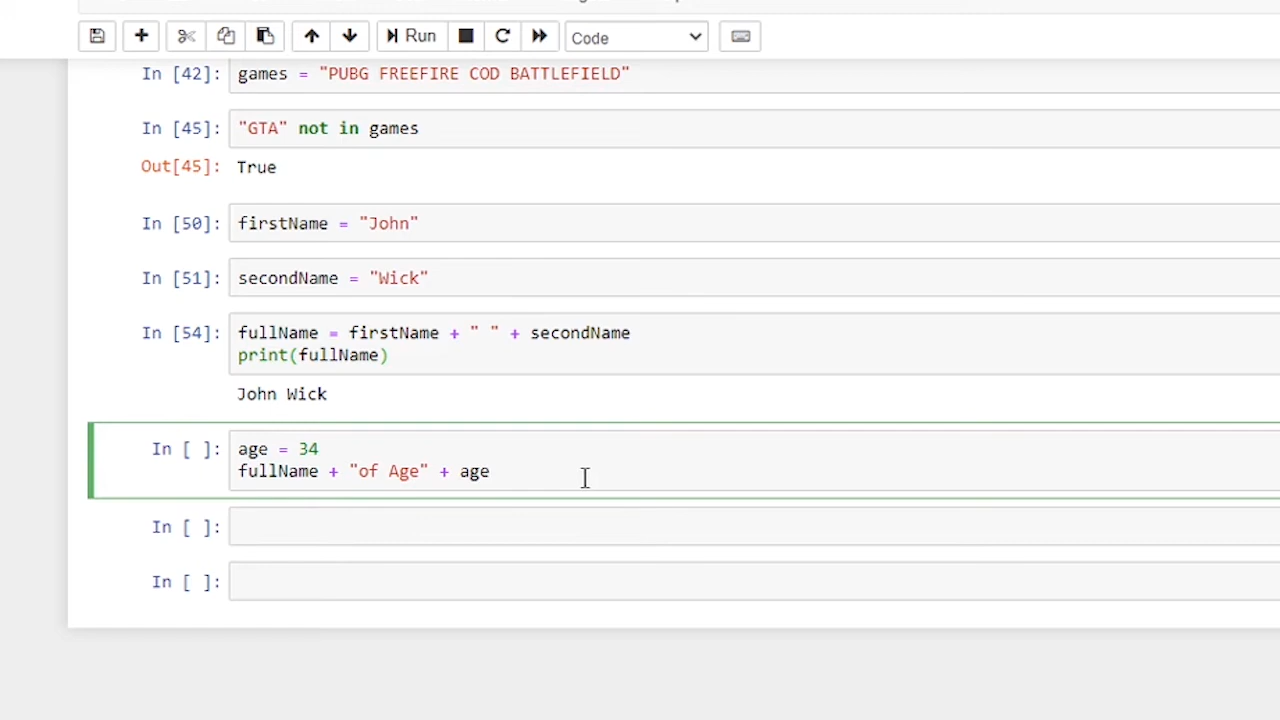 Run
Code
In [42]: games = "PUBG FREEFIRE COD BATTLEFIELD"
In [45]: "GTA" not in games
Out[45]: True
In [50]: firstName = "John"
In [51]: secondName = "Wick"
In [54]: fullName = firstName + " " + secondName
print(fullName)
John Wick
In [ ]: age = 34
fullName + "of Age" + age
In [ ]:
In [ ]: